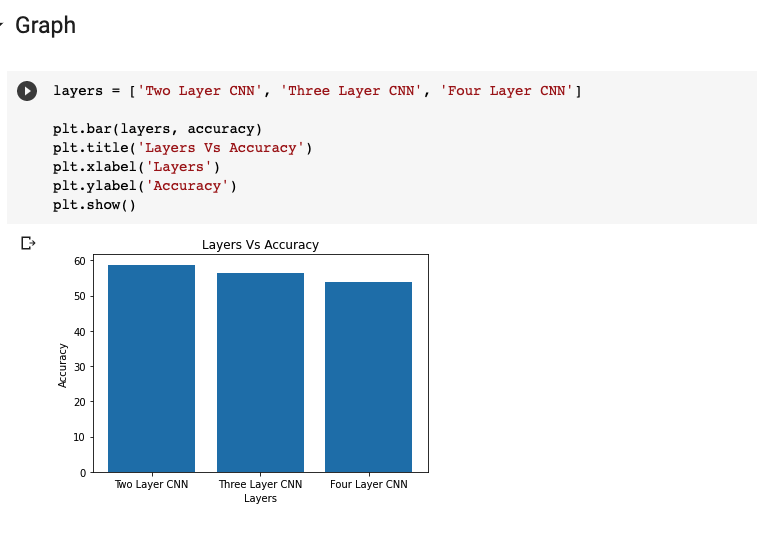 Graph
layers = ['Two Layer CNN', 'Three Layer CNN', 'Four Layer CNN']
plt.bar(layers, accuracy)
plt.title('Layers Vs Accuracy')
plt.xlabel('Layers')
plt.ylabel('Accuracy')
plt.show()
Layers Vs Accuracy
60
50
40
30
20
10
0
Accuracy
Two Layer CNN Three Layer CNN Four Layer CNN
Layers